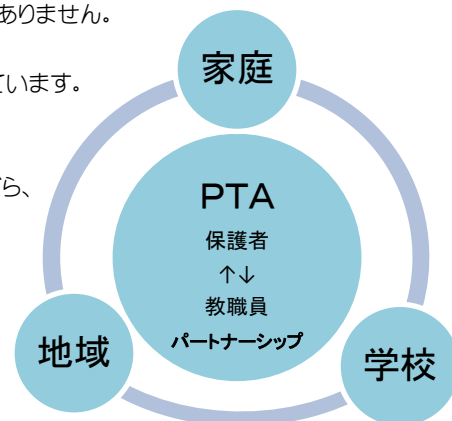 ありません。
ています。
ら、
家庭
PTA
保護者
↑↓
教職員
パートナーシップ
地域
学校